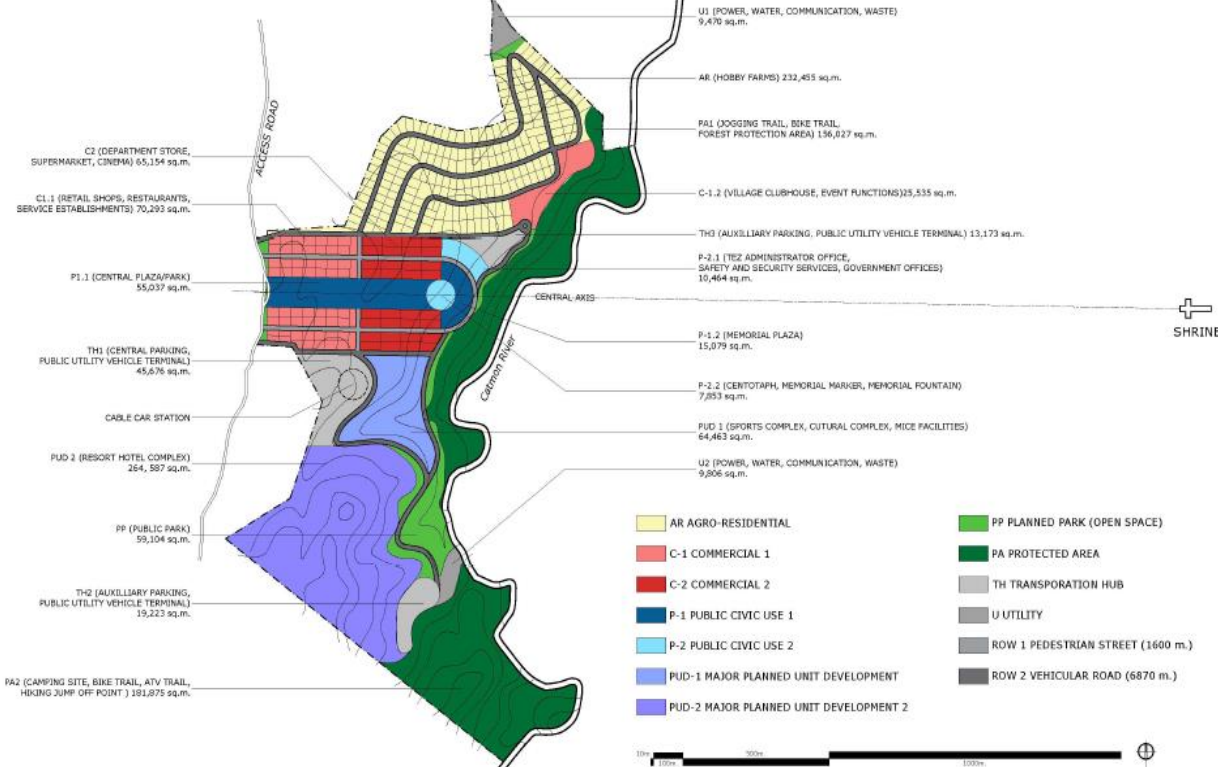 U1 (POWER, WATER, COMMUNICATION, WASTE)
9,470 sq.m.
AR (HOBBY FARMS) 232,455 sq.m.
PA1 (JOGGING TRAIL, BIKE TRAIL,
FOREST PROTECTION AREA) 156,027 sq.m.
C-1.2 (VILLAGE CLUBHOUSE, EVENT FUNCTIONS)25,535 sq.m.
TH3 (AUXILLIARY PARKING, PUBLIC UTILITY VEHICLE TERMINAL) 13,173 sq.m.
P-2.1 (TEZ ADMINISTRATOR OFFICE,
SAFETY AND SECURITY SERVICES, GOVERNMENT OFFICES)
10,464 sq.m.
CENTRAL AXIS
SHRINE
P-1.2 (MEMORIAL PLAZA)
15,079 sq.m.
P-2.2 (CENTOTAPH, MEMORIAL MARKER, MEMORIAL FOUNTAIN)
7,853 sq.m.
PUD 1 (SPORTS COMPLEX, CUTURAL COMPLEX, MICE FACILITIES)
64,463 sq.m.
U2 (POWER, WATER, COMMUNICATION, WASTE)
9,806 sq.m.
ACCESS ROAD
C2 (DEPARTMENT STORE,
SUPERMARKET, CINEMA) 65,154 sq.m.
C1.1 (RETAIL SHOPS, RESTAURANTS,
SERVICE ESTABLISHMENTS) 70,293 sq.m.
P1.1 (CENTRAL PLAZA/PARK)
55,037 sq.m.
TH1 (CENTRAL PARKING,
PUBLIC UTILITY VEHICLE TERMINAL)
45,676 sq.m.
CABLE CAR STATION
PUD 2 (RESORT HOTEL COMPLEX)
264, 587 sq.m.
PP (PUBLIC PARK)
59,104 sq.m.
TH2 (AUXILLIARY PARKING,
PUBLIC UTILITY VEHICLE TERMINAL)
19,223 sq.m.
PA2 (CAMPING SITE, BIKE TRAIL, ATV TRAIL,
HIKING JUMP OFF POINT ) 181,875 sq.m.
Catmon River
AR AGRO-RESIDENTIAL
C-1 COMMERCIAL 1
C-2 COMMERCIAL 2
P-1 PUBLIC CIVIC USE 1
P-2 PUBLIC CIVIC USE 2
PUD-1 MAJOR PLANNED UNIT DEVELOPMENT
PUD-2 MAJOR PLANNED UNIT DEVELOPMENT 2
PP PLANNED PARK (OPEN SPACE)
PA PROTECTED AREA
TH TRANSPORATION HUB
U UTILITY
ROW 1 PEDESTRIAN STREET (1600 m.)
ROW 2 VEHICULAR ROAD (6870 m.)
10m
100m
500m
1000m.